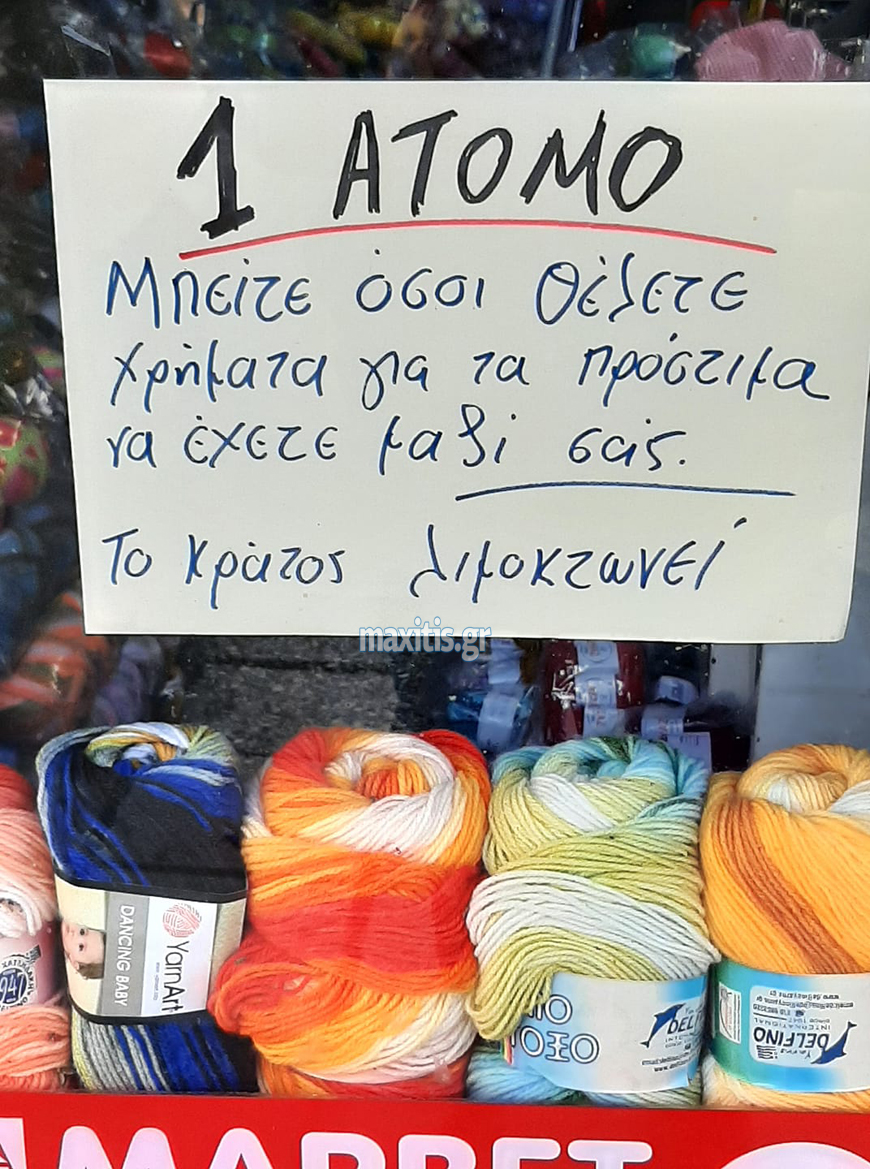 1 ΑΤΟΜΟ
Μπείτε όσοι θέλετε
χρήματα για τα πρόστιμα
να έχετε μαζί σας.
Το κράτος λιμοκτωνεί
maxitis.gr
DANCING BABY
YarnArt
DELFINO
INTERNATIONAL